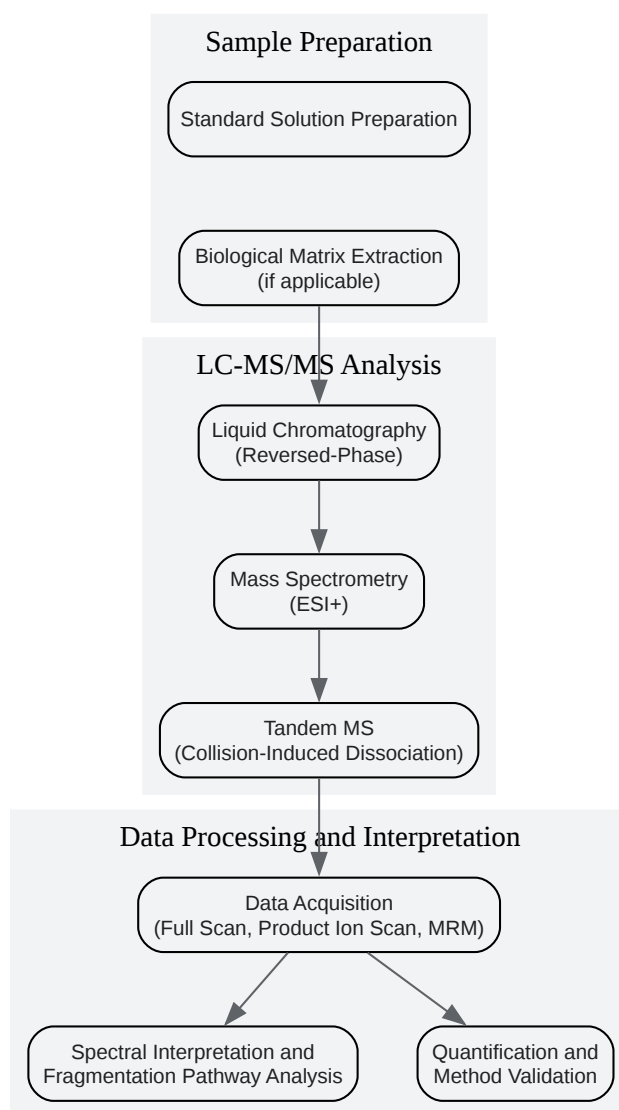 Sample Preparation
Standard Solution Preparation
Biological Matrix Extraction
(if applicable)
LC-MS/MS Analysis
Liquid Chromatography
(Reversed-Phase)
Mass Spectrometry
(ESI+)
Tandem MS
(Collision-Induced Dissociation)
Data Processing and Interpretation
Data Acquisition
(Full Scan, Product Ion Scan, MRM)
Spectral Interpretation and
Fragmentation Pathway Analysis
Quantification and
Method Validation